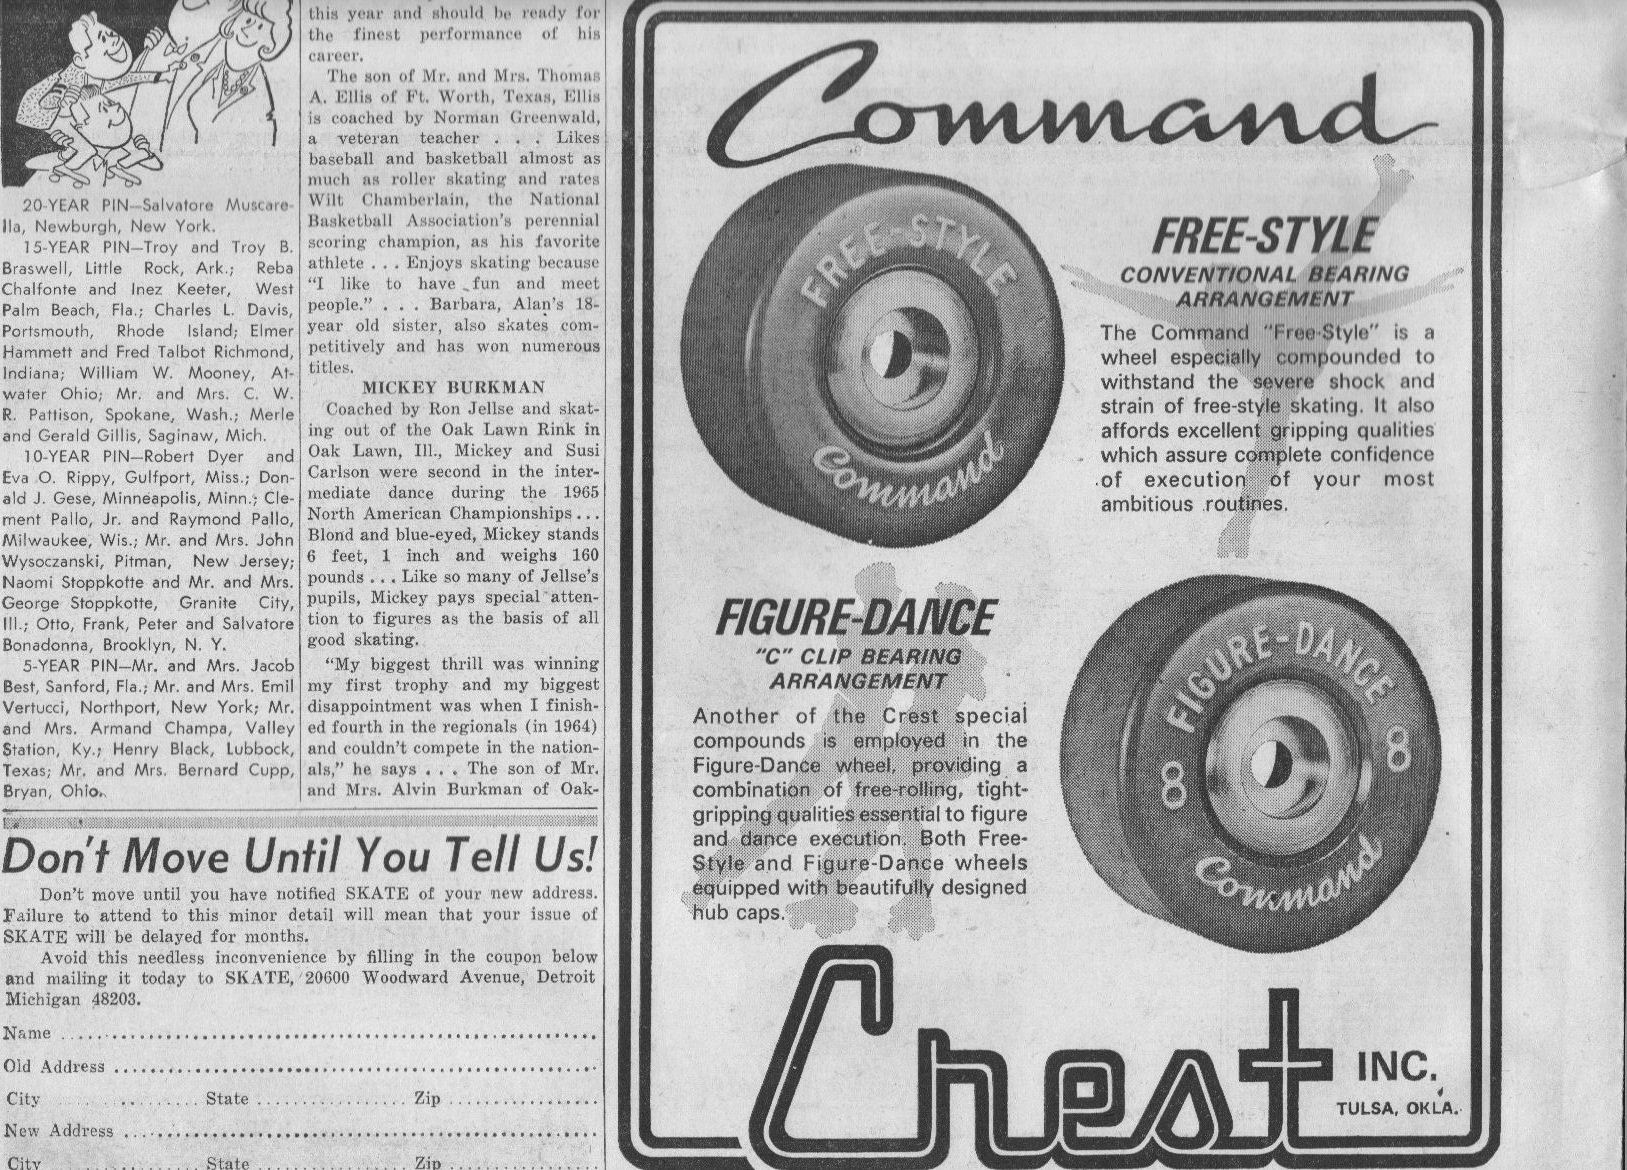 20-YEAR PIN—Salvatore Muscare-
lla, Newburgh, New York.
15-YEAR PIN—Troy and Troy B.
Braswell, Little Rock, Ark.; Reba
Chalfonte and Inez Keeter, West
Palm Beach, Fla.; Charles L. Davis,
Portsmouth, Rhode Island; Elmer
Hammett and Fred Talbot Richmond,
Indiana; William W. Mooney, At-
water Ohio; Mr. and Mrs. C. W.
R. Pattison, Spokane, Wash.; Merle
and Gerald Gillis, Saginaw, Mich.
10-YEAR PIN—Robert Dyer and
Eva O. Rippy, Gulfport, Miss.; Don-
ald J. Gese, Minneapolis, Minn.; Cle-
ment Pallo, Jr. and Raymond Pallo,
Milwaukee, Wis.; Mr. and Mrs. John
Wysoczanski, Pitman, New Jersey;
Naomi Stoppkotte and Mr. and Mrs.
George Stoppkotte, Granite City,
Ill.; Otto, Frank, Peter and Salvatore
Bonadonna, Brooklyn, N. Y.
5-YEAR PIN—Mr. and Mrs. Jacob
Best, Sanford, Fla.; Mr. and Mrs. Emil
Vertucci, Northport, New York; Mr.
and Mrs. Armand Champa, Valley
Station, Ky.; Henry Black, Lubbock,
Texas; Mr. and Mrs. Bernard Cupp,
Bryan, Ohio.
this year and should be ready for
the finest performance of his
career.
The son of Mr. and Mrs. Thomas
A. Ellis of Ft. Worth, Texas, Ellis
is coached by Norman Greenwald,
a veteran teacher . . . Likes
baseball and basketball almost as
much as roller skating and rates
Wilt Chamberlain, the National
Basketball Association's perennial
scoring champion, as his favorite
athlete . . . Enjoys skating because
"I like to have fun and meet
people." . . . Barbara, Alan's 18-
year old sister, also skates com-
petitively and has won numerous
titles.
MICKEY BURKMAN
Coached by Ron Jellse and skat-
ing out of the Oak Lawn Rink in
Oak Lawn, Ill., Mickey and Susi
Carlson were second in the inter-
mediate dance during the 1965
North American Championships . . .
Blond and blue-eyed, Mickey stands
6 feet, 1 inch and weighs 160
pounds . . . Like so many of Jellse's
pupils, Mickey pays special atten-
tion to figures as the basis of all
good skating.
"My biggest thrill was winning
my first trophy and my biggest
disappointment was when I finish-
ed fourth in the regionals (in 1964)
and couldn't compete in the nation-
als," he says . . . The son of Mr.
and Mrs. Alvin Burkman of Oak-
Don't Move Until You Tell Us!
Don't move until you have notified SKATE of your new address.
Failure to attend to this minor detail will mean that your issue of
SKATE will be delayed for months.
Avoid this needless inconvenience by filling in the coupon below
and mailing it today to SKATE, 20600 Woodward Avenue, Detroit
Michigan 48203.
Name
Old Address
City State Zip
New Address
City State Zip
Command
FREE-STYLE
Command
FREE-STYLE
CONVENTIONAL BEARING
ARRANGEMENT
The Command "Free-Style" is a
wheel especially compounded to
withstand the severe shock and
strain of free-style skating. It also
affords excellent gripping qualities
which assure complete confidence
of execution of your most
ambitious routines.
FIGURE-DANCE
"C" CLIP BEARING
ARRANGEMENT
Another of the Crest special
compounds is employed in the
Figure-Dance wheel, providing a
combination of free-rolling, tight-
gripping qualities essential to figure
and dance execution. Both Free-
Style and Figure-Dance wheels
equipped with beautifully designed
hub caps.
FIGURE-DANCE
8 8
Command
Crest INC.
TULSA, OKLA.